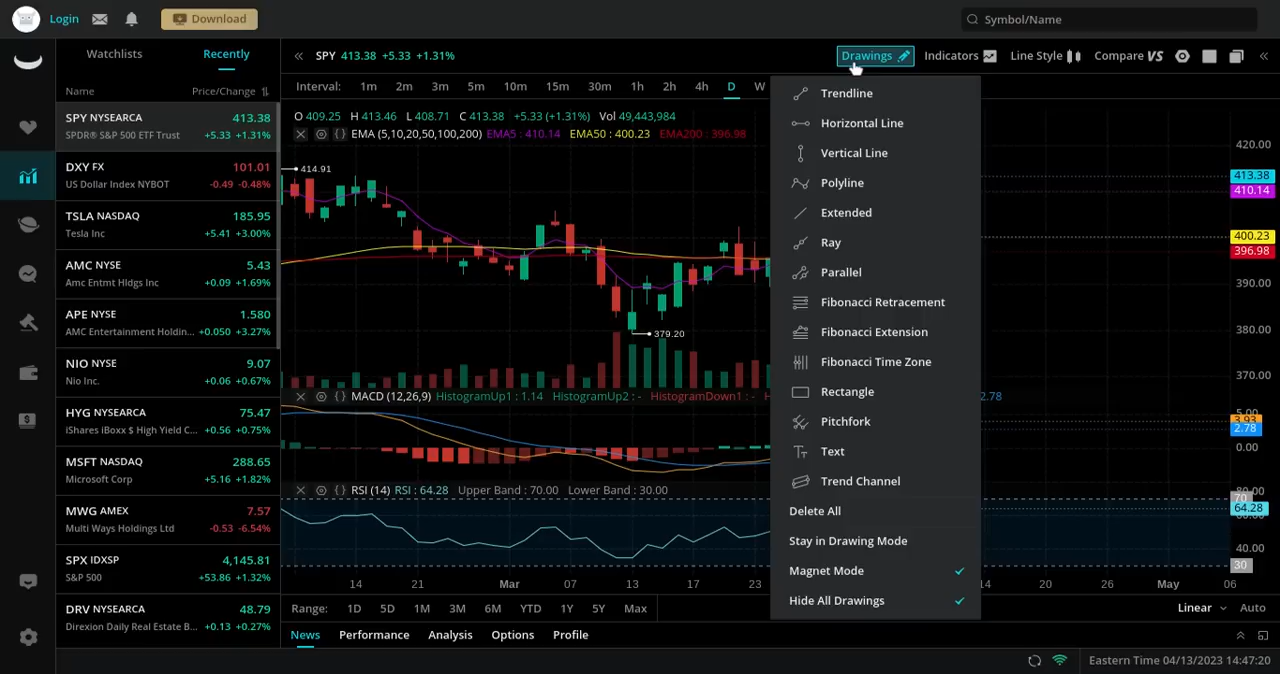 Login
Download
Symbol/Name
Watchlists
Recently
Name
Price/Change
SPY NYSEARCA 413.38
SPDR® S&P 500 ETF Trust +5.33 +1.31%
DXY FX 101.01
US Dollar Index NYBOT -0.49 -0.48%
TSLA NASDAQ 185.95
Tesla Inc +5.41 +3.00%
AMC NYSE 5.43
Amc Entmt Hldgs Inc +0.09 +1.69%
APE NYSE 1.580
AMC Entertainment Holdin... +0.050 +3.27%
NIO NYSE 9.07
Nio Inc. +0.06 +0.67%
HYG NYSEARCA 75.47
iShares iBoxx $ High Yield C... +0.56 +0.75%
MSFT NASDAQ 288.65
Microsoft Corp +5.16 +1.82%
MWG AMEX 7.57
Multi Ways Holdings Ltd -0.53 -6.54%
SPX IDXSP 4,145.81
S&P 500 +53.86 +1.32%
DRV NYSEARCA 48.79
Direxion Daily Real Estate B... +0.13 +0.27%
SPY 413.38 +5.33 +1.31%
Drawings
Indicators
Line Style
Compare VS
Interval: 1m 2m 3m 5m 10m 15m 30m 1h 2h 4h D W
O 409.25 H 413.46 L 408.71 C 413.38 +5.33 (+1.31%) Vol 49,443,984
EMA (5,10,20,50,100,200) EMA5 : 410.14 EMA50 : 400.23 EMA200 : 396.98
414.91
379.20
MACD (12,26,9) HistogramUp1 : 1.14 HistogramUp2 : - HistogramDown1 : - H
2.78
RSI (14) RSI : 64.28 Upper Band : 70.00 Lower Band : 30.00
Trendline
Horizontal Line
Vertical Line
Polyline
Extended
Ray
Parallel
Fibonacci Retracement
Fibonacci Extension
Fibonacci Time Zone
Rectangle
Pitchfork
Text
Trend Channel
Delete All
Stay in Drawing Mode
Magnet Mode
Hide All Drawings
420.00
413.38
410.14
400.23
396.98
390.00
380.00
370.00
5.00
3.93
2.78
0.00
80.00
70
64.28
40.00
30
14 21 Mar 07 13 17 23 14 20 26 May 06
Range: 1D 5D 1M 3M 6M YTD 1Y 5Y Max
Linear Auto
News Performance Analysis Options Profile
Eastern Time 04/13/2023 14:47:20